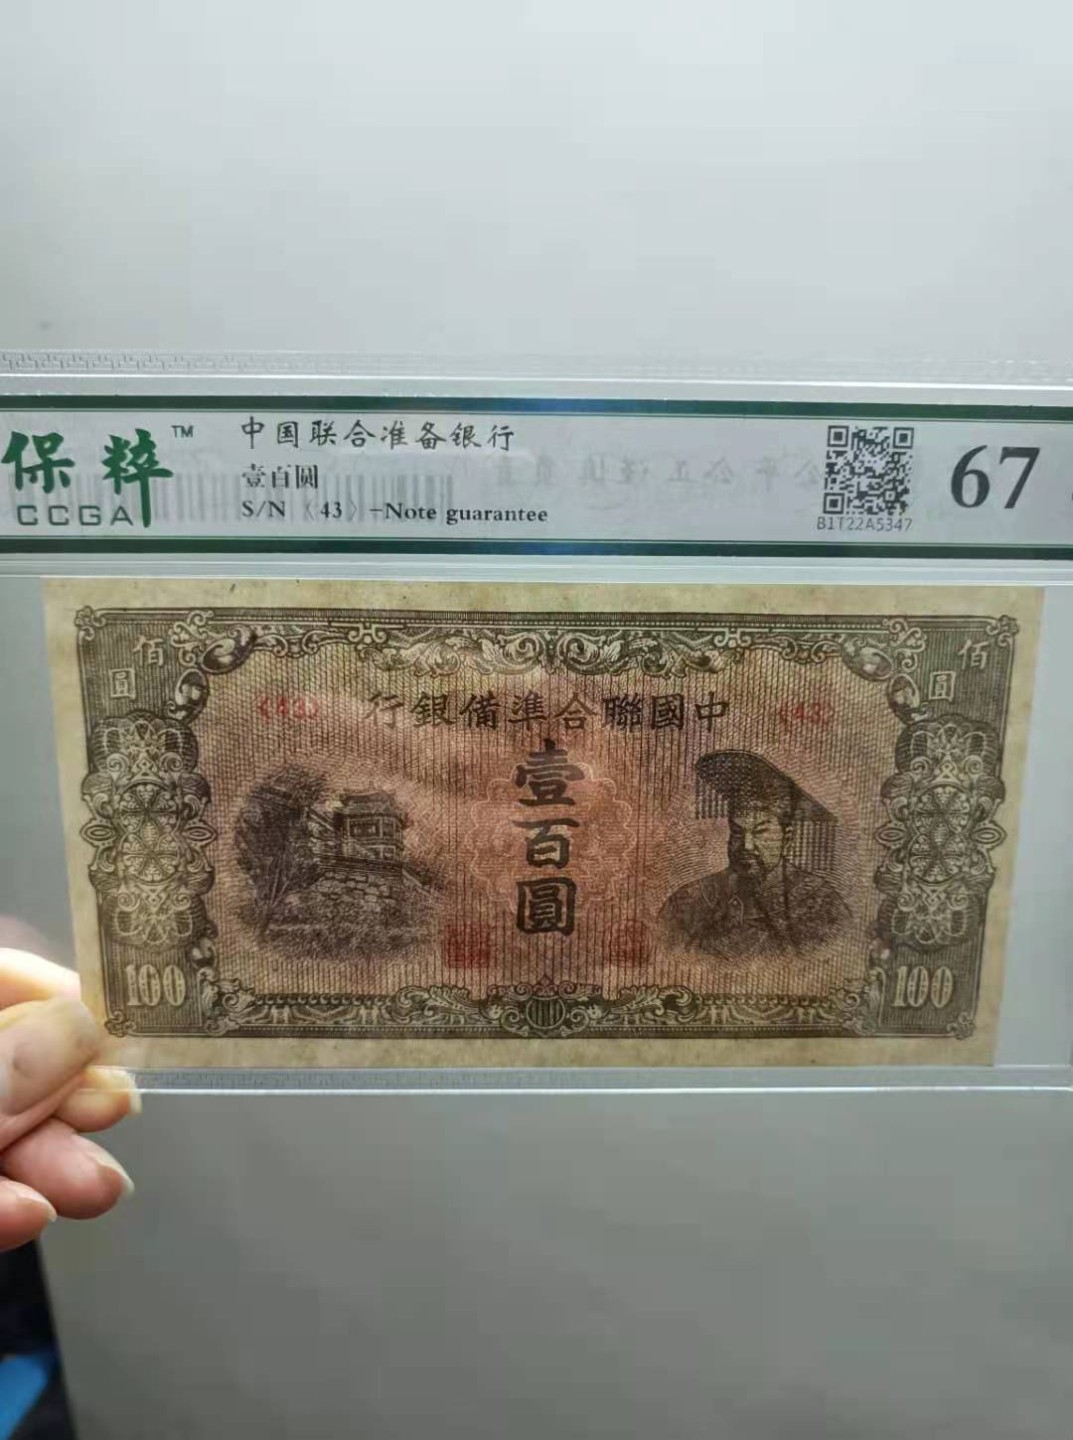 保粹™
CCGA
中国联合准备银行
壹百圆
S/N〈43〉-Note guarantee
B1T22A5347
67
佰圓
佰圓
〈43〉
行銀備準合聯國中
〈43〉
壹百圓
100
100